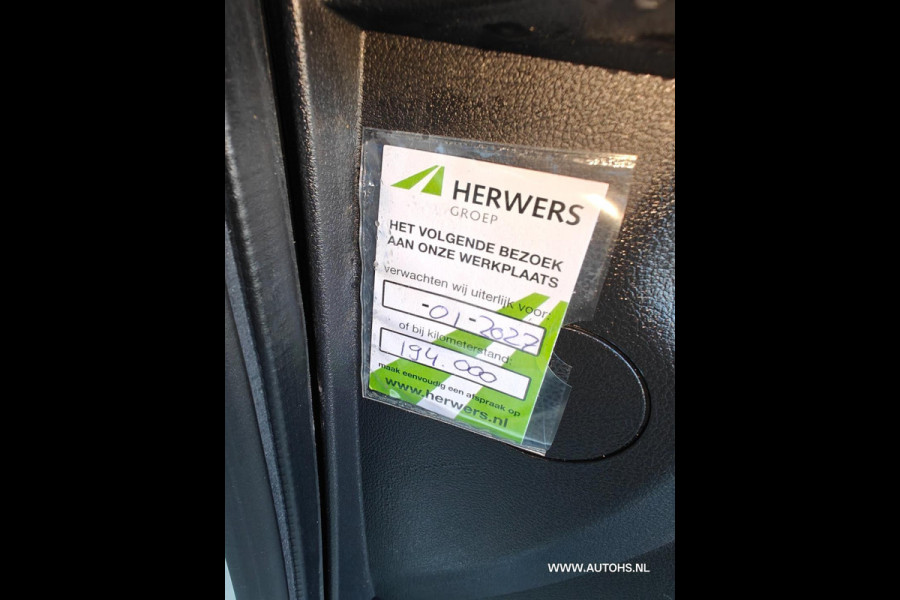 HERWERS
GROEP
HET VOLGENDE BEZOEK
AAN ONZE WERKPLAATS
verwachten wij uiterlijk voor:
-01-2022
of bij kilometerstand:
194.000
maak eenvoudig een afspraak op
www.herwers.nl
WWW.AUTOHS.NL